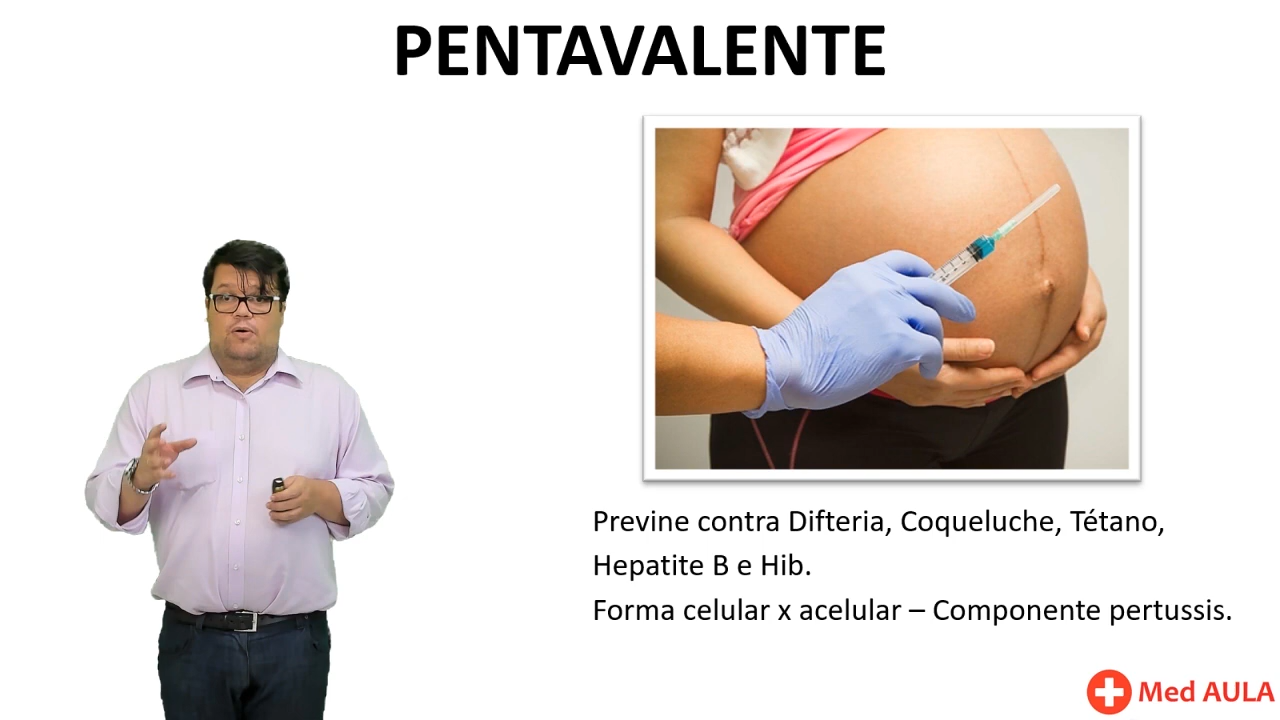 PENTAVALENTE
Previne contra Difteria, Coqueluche, Tétano,
Hepatite B e Hib.
Forma celular x acelular – Componente pertussis.
Med AULA